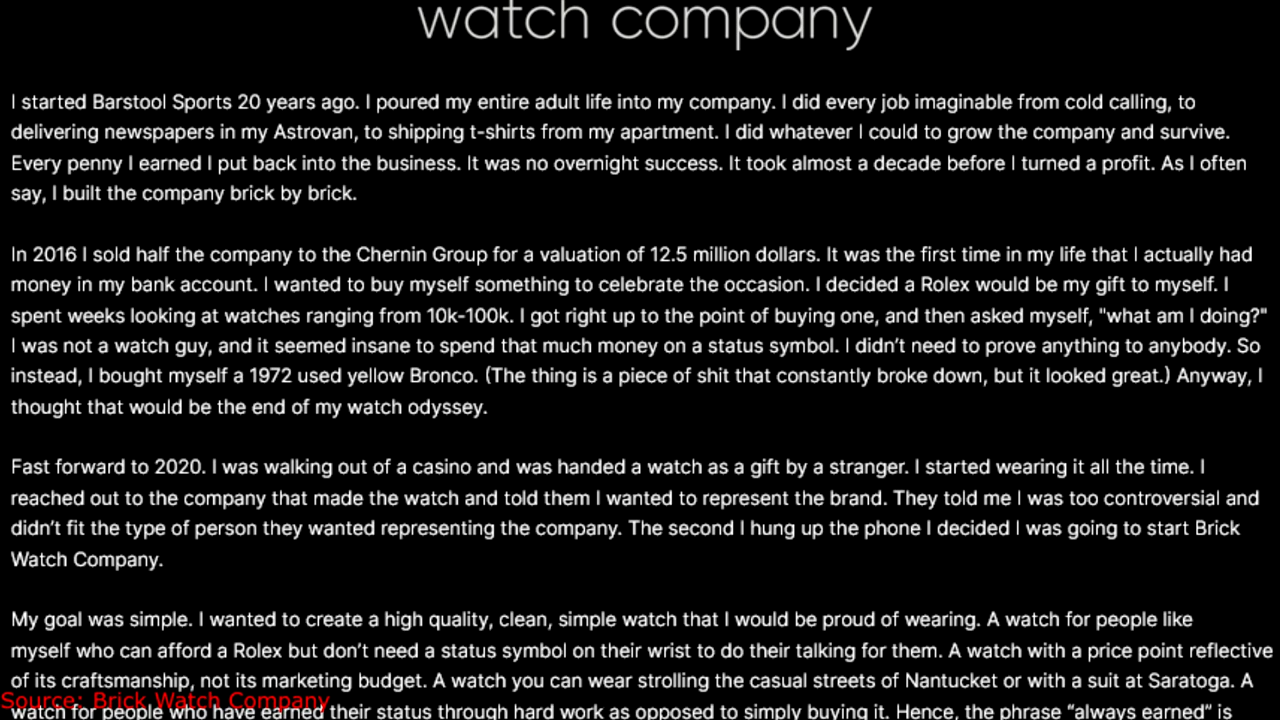 watch company
I started Barstool Sports 20 years ago. I poured my entire adult life into my company. I did every job imaginable from cold calling, to
delivering newspapers in my Astrovan, to shipping t-shirts from my apartment. I did whatever I could to grow the company and survive.
Every penny I earned I put back into the business. It was no overnight success. It took almost a decade before I turned a profit. As I often
say, I built the company brick by brick.
In 2016 I sold half the company to the Chernin Group for a valuation of 12.5 million dollars. It was the first time in my life that I actually had
money in my bank account. I wanted to buy myself something to celebrate the occasion. I decided a Rolex would be my gift to myself. I
spent weeks looking at watches ranging from 10k-100k. I got right up to the point of buying one, and then asked myself, "what am I doing?"
I was not a watch guy, and it seemed insane to spend that much money on a status symbol. I didn’t need to prove anything to anybody. So
instead, I bought myself a 1972 used yellow Bronco. (The thing is a piece of shit that constantly broke down, but it looked great.) Anyway, I
thought that would be the end of my watch odyssey.
Fast forward to 2020. I was walking out of a casino and was handed a watch as a gift by a stranger. I started wearing it all the time. I
reached out to the company that made the watch and told them I wanted to represent the brand. They told me I was too controversial and
didn’t fit the type of person they wanted representing the company. The second I hung up the phone I decided I was going to start Brick
Watch Company.
My goal was simple. I wanted to create a high quality, clean, simple watch that I would be proud of wearing. A watch for people like
myself who can afford a Rolex but don’t need a status symbol on their wrist to do their talking for them. A watch with a price point reflective
of its craftsmanship, not its marketing budget. A watch you can wear strolling the casual streets of Nantucket or with a suit at Saratoga. A
Source: Brick Watch Company
watch for people who have earned their status through hard work as opposed to simply buying it. Hence, the phrase “always earned” is